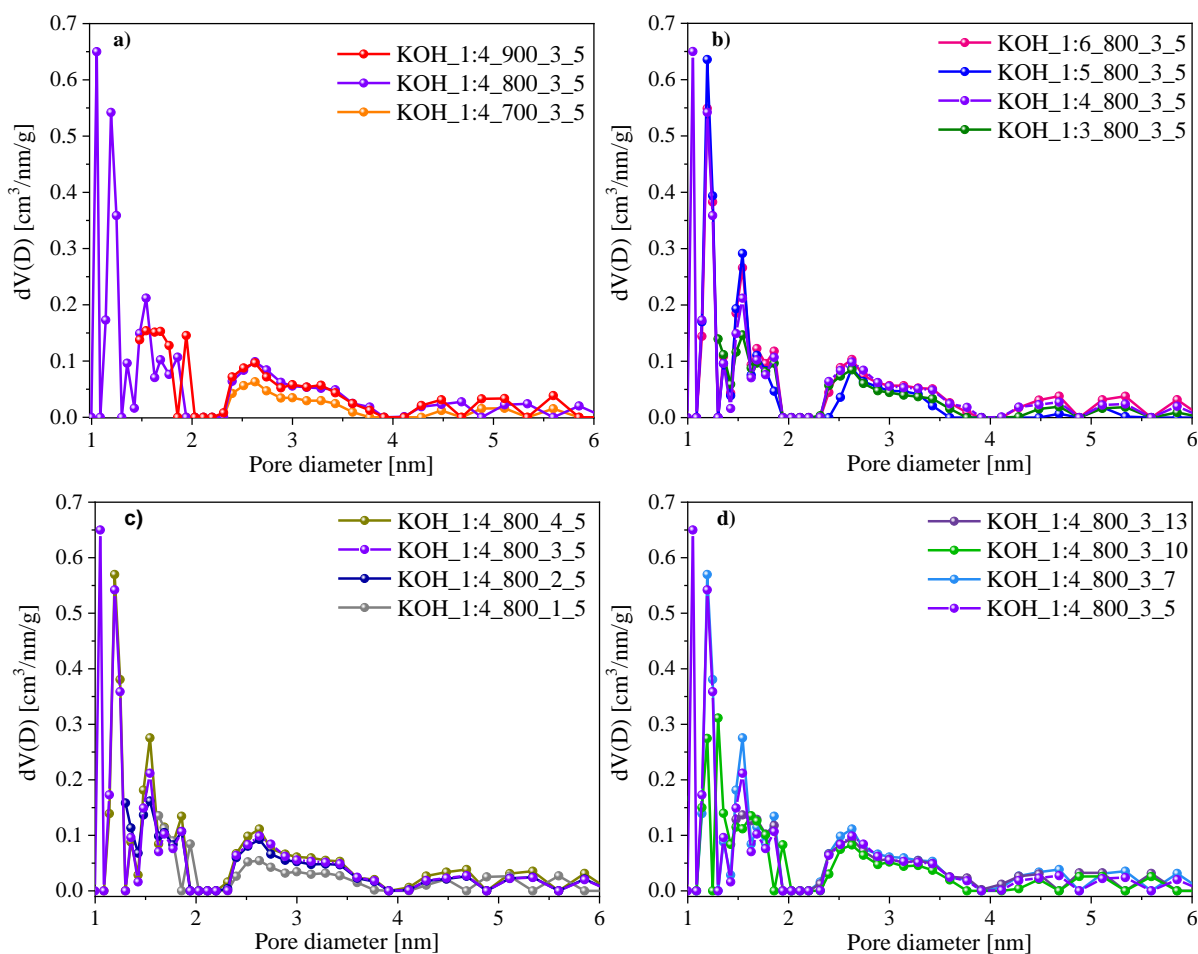 a)
KOH_1:4_900_3_5
KOH_1:4_800_3_5
KOH_1:4_700_3_5
dV(D) [cm³/nm/g]
0.7
0.6
0.5
0.4
0.3
0.2
0.1
0.0
1 2 3 4 5 6
Pore diameter [nm]
b)
KOH_1:6_800_3_5
KOH_1:5_800_3_5
KOH_1:4_800_3_5
KOH_1:3_800_3_5
dV(D) [cm³/nm/g]
0.7
0.6
0.5
0.4
0.3
0.2
0.1
0.0
1 2 3 4 5 6
Pore diameter [nm]
c)
KOH_1:4_800_4_5
KOH_1:4_800_3_5
KOH_1:4_800_2_5
KOH_1:4_800_1_5
dV(D) [cm³/nm/g]
0.7
0.6
0.5
0.4
0.3
0.2
0.1
0.0
1 2 3 4 5 6
Pore diameter [nm]
d)
KOH_1:4_800_3_13
KOH_1:4_800_3_10
KOH_1:4_800_3_7
KOH_1:4_800_3_5
dV(D) [cm³/nm/g]
0.7
0.6
0.5
0.4
0.3
0.2
0.1
0.0
1 2 3 4 5 6
Pore diameter [nm]